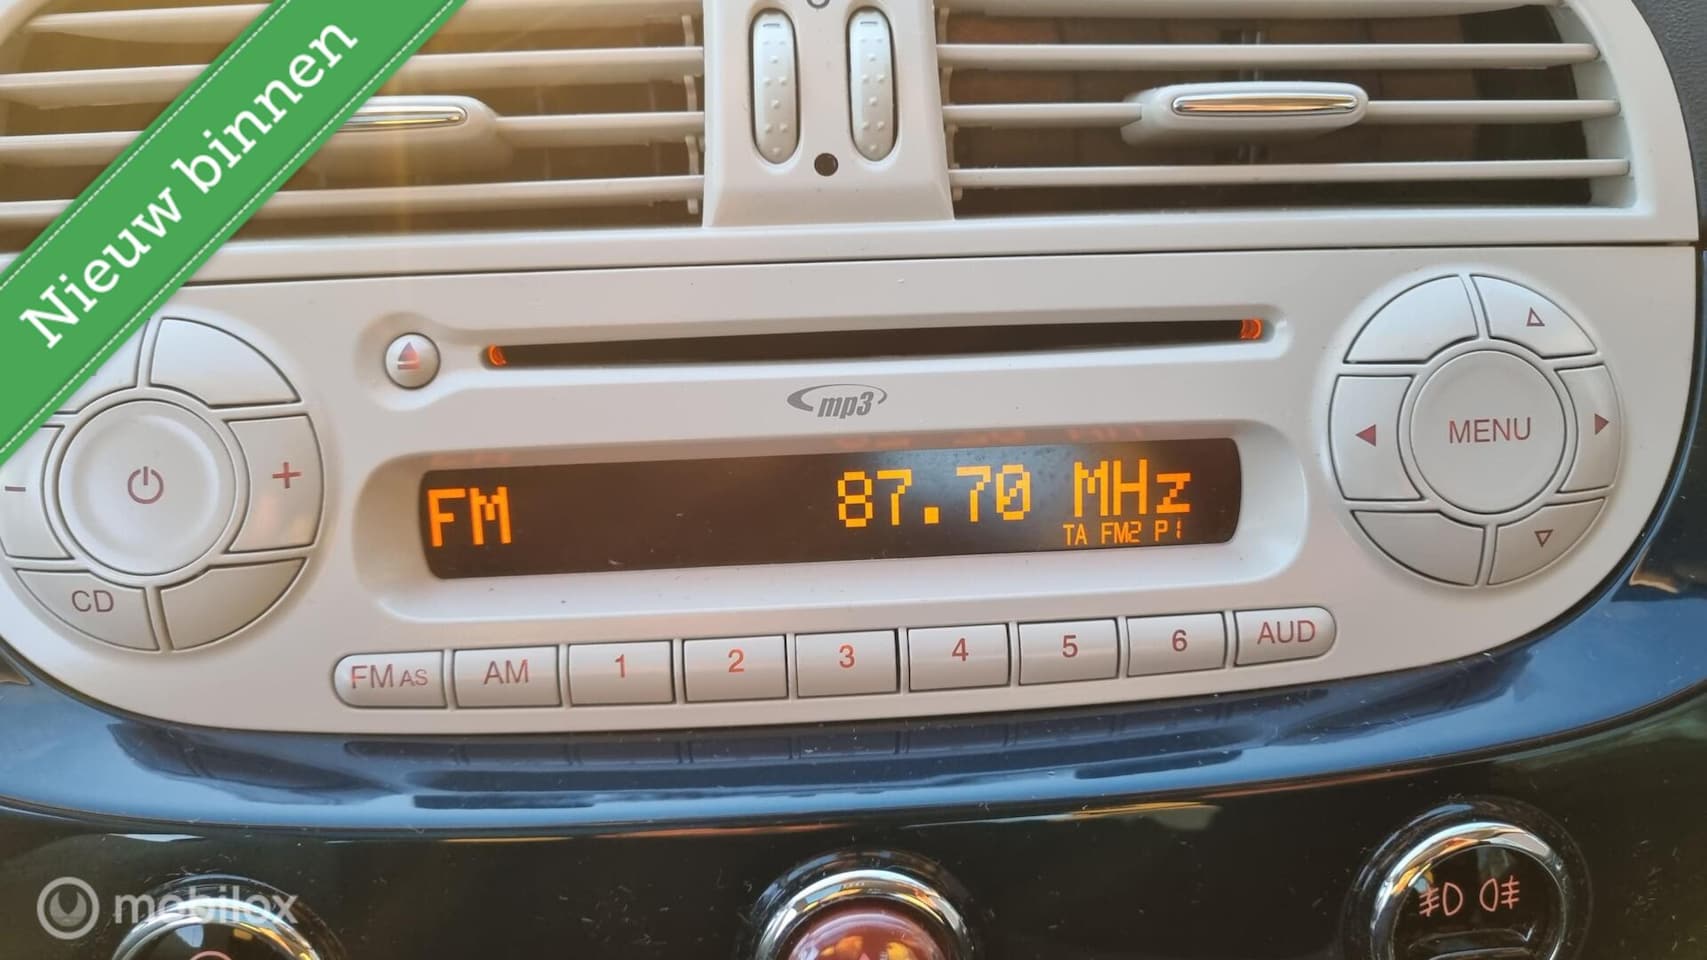 Nieuw binnen
mp3
MENU
FM 87.70 MHz
TA FM2 P1
CD
FM AS AM 1 2 3 4 5 6 AUD
mobilox